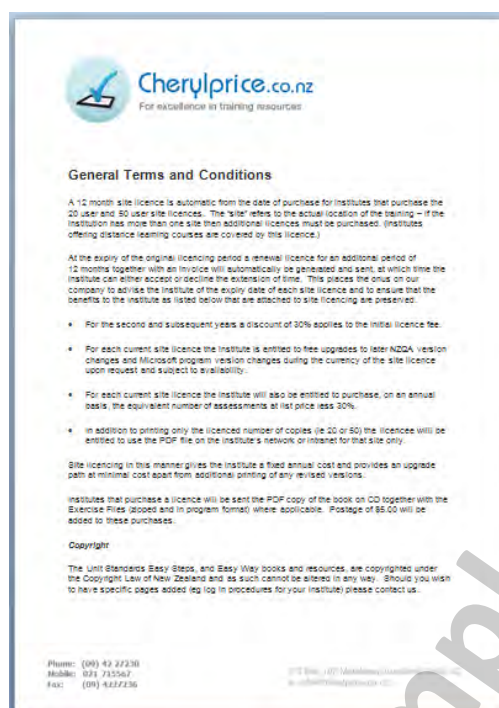 Cherylprice.co.nz
For excellence in training resources
General Terms and Conditions
A 12 month site licence is automatic from the date of purchase for institutes that purchase the
20 user and 50 user site licences. The "site" refers to the actual location of the training – if the
institution has more than one site then additional licences must be purchased. (Institutes
offering distance learning courses are covered by this licence.)
At the expiry of the original licencing period a renewal licence for an additional period of
12 months together with an invoice will automatically be generated and sent, at which time the
institute can either accept or decline the extension of time. This places the onus on our
company to advise the institute of the expiry date of each site licence and to ensure that the
benefits to the institute as listed below that are attached to site licencing are preserved.
• For the second and subsequent years a discount of 30% applies to the initial licence fee.
• For each current site licence the institute is entitled to free upgrades to later NZQA version
changes and Microsoft program version changes during the currency of the site licence
upon request and subject to availability.
• For each current site licence the institute will also be entitled to purchase, on an annual
basis, the equivalent number of assessments at list price less 30%.
• In addition to printing only the licenced number of copies (ie 20 or 50) the licencee will be
entitled to use the PDF file on the institute's network or intranet for that site only.
Site licencing in this manner gives the institute a fixed annual cost and provides an upgrade
path at minimal cost apart from additional printing of any revised versions.
Institutes that purchase a licence will be sent the PDF copy of the book on CD together with the
Exercise Files (zipped and in program format) where applicable. Postage of $5.00 will be
added to these purchases.
Copyright
The Unit Standards Easy Steps, and Easy Way books and resources, are copyrighted under
the Copyright Law of New Zealand and as such cannot be altered in any way. Should you wish
to have specific pages added (eg log in procedures for your institute) please contact us.
Phone: (09) 42 27230
Mobile: 021 715567
Fax: (09) 4227236